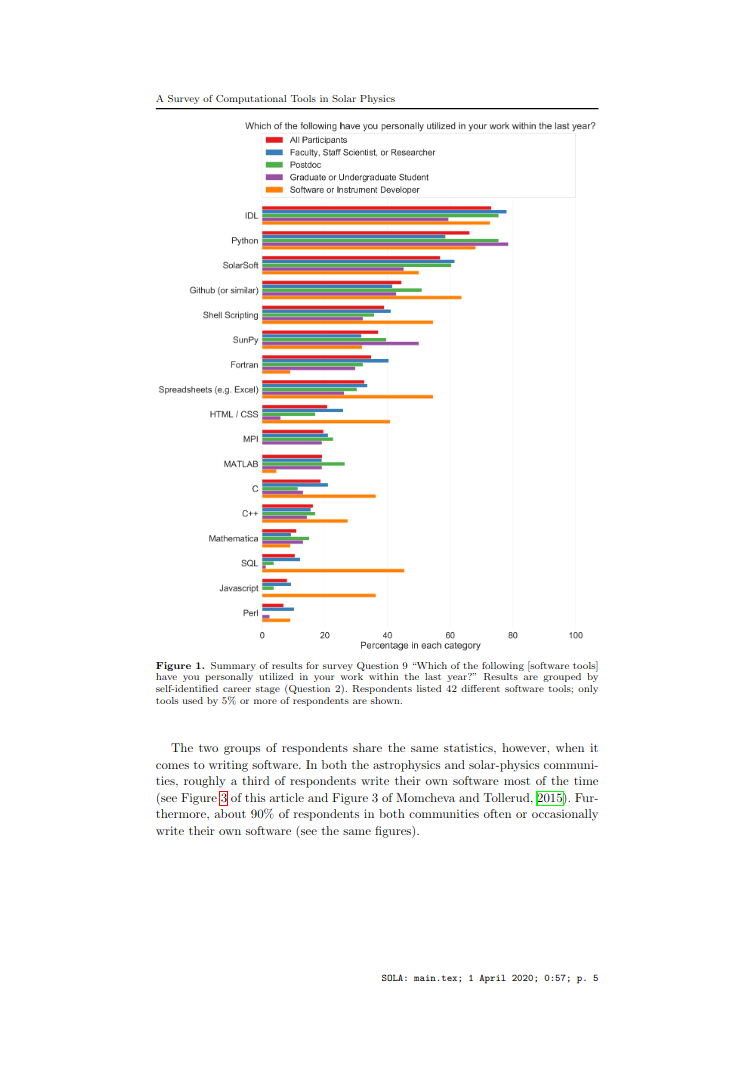 A Survey of Computational Tools in Solar Physics
Which of the following have you personally utilized in your work within the last year?
All Participants
Faculty, Staff Scientist, or Researcher
Postdoc
Graduate or Undergraduate Student
Software or Instrument Developer
IDL
Python
SolarSoft
Github (or similar)
Shell Scripting
SunPy
Fortran
Spreadsheets (e.g. Excel)
HTML / CSS
MPI
MATLAB
C
C++
Mathematica
SQL
Javascript
Perl
0 20 40 60 80 100
Percentage in each category
Figure 1. Summary of results for survey Question 9 “Which of the following [software tools]
have you personally utilized in your work within the last year?” Results are grouped by
self-identified career stage (Question 2). Respondents listed 42 different software tools; only
tools used by 5% or more of respondents are shown.
The two groups of respondents share the same statistics, however, when it
comes to writing software. In both the astrophysics and solar-physics communi-
ties, roughly a third of respondents write their own software most of the time
(see Figure 3 of this article and Figure 3 of Momcheva and Tollerud, 2015). Fur-
thermore, about 90% of respondents in both communities often or occasionally
write their own software (see the same figures).
SOLA: main.tex; 1 April 2020; 0:57; p. 5